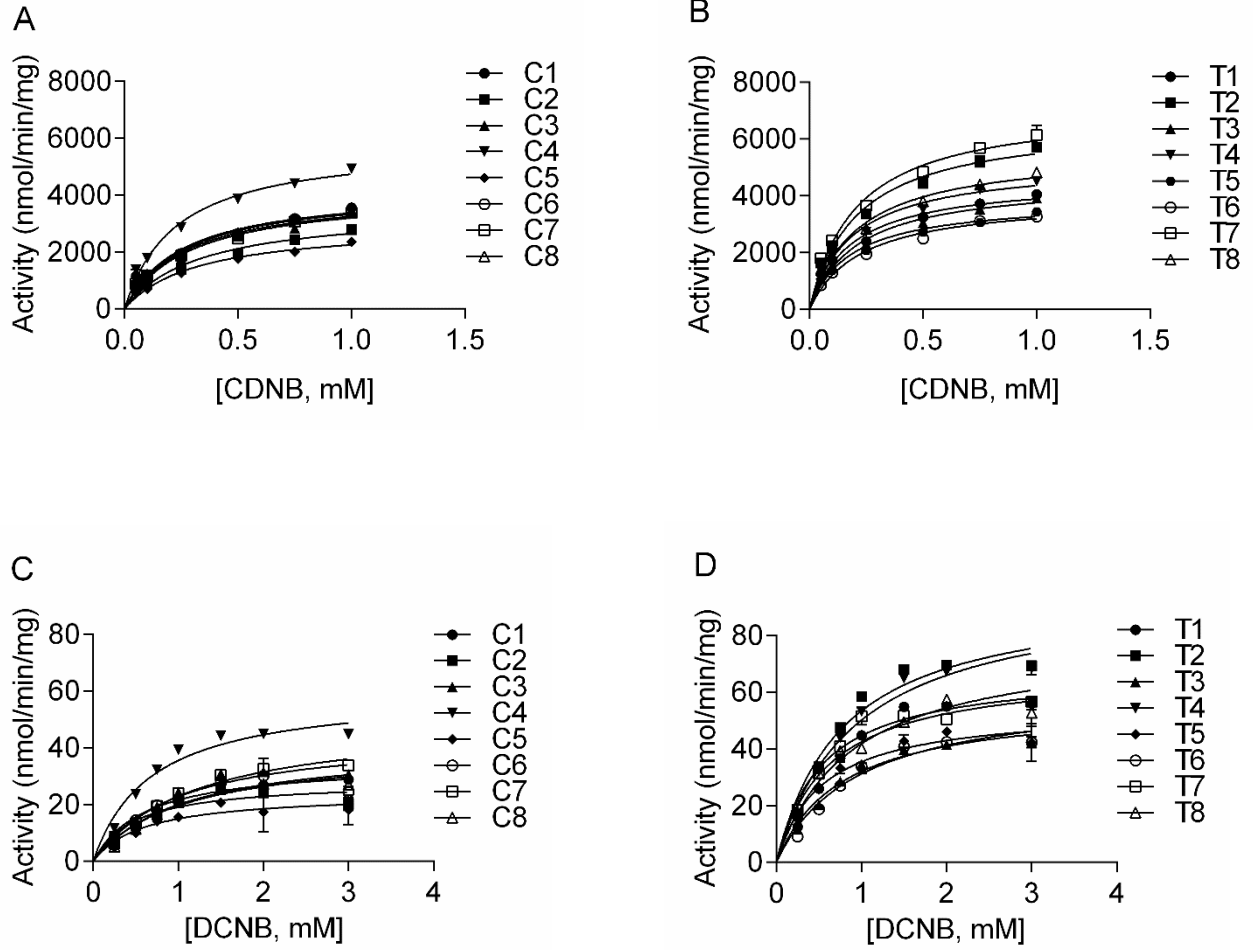 A
Activity (nmol/min/mg)
8000
6000
4000
2000
0
0.0 0.5 1.0 1.5
[CDNB, mM]
C1
C2
C3
C4
C5
C6
C7
C8
B
Activity (nmol/min/mg)
8000
6000
4000
2000
0
0.0 0.5 1.0 1.5
[CDNB, mM]
T1
T2
T3
T4
T5
T6
T7
T8
C
Activity (nmol/min/mg)
80
60
40
20
0
0 1 2 3 4
[DCNB, mM]
C1
C2
C3
C4
C5
C6
C7
C8
D
Activity (nmol/min/mg)
80
60
40
20
0
0 1 2 3 4
[DCNB, mM]
T1
T2
T3
T4
T5
T6
T7
T8